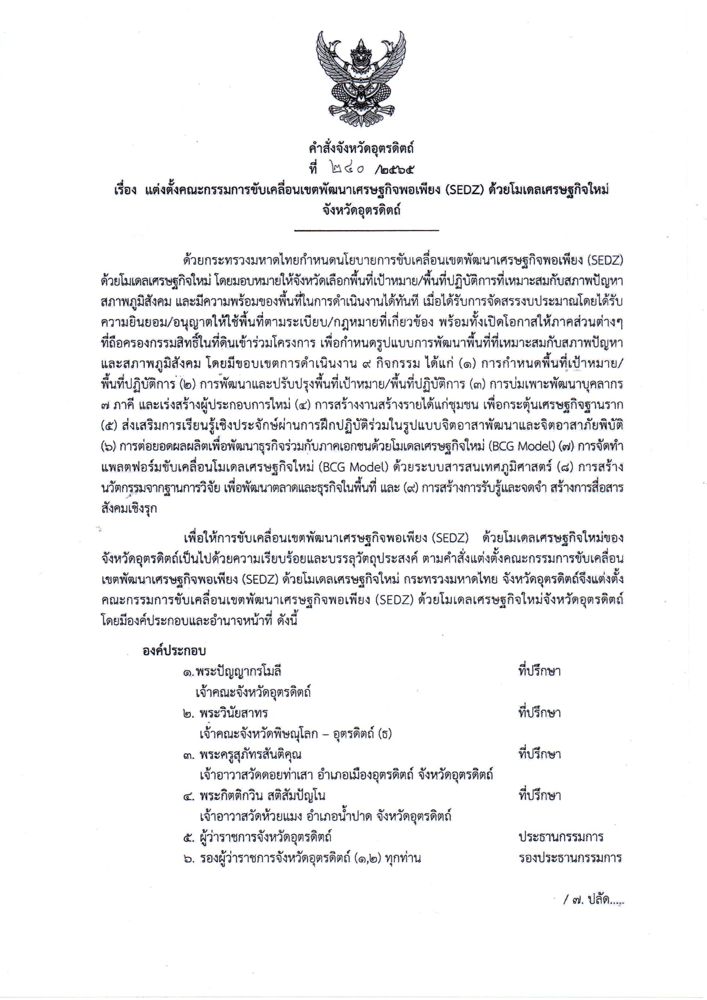 คำสั่งจังหวัดอุตรดิตถ์
ที่ ๒๔๐ /๒๕๖๕
เรื่อง แต่งตั้งคณะกรรมการขับเคลื่อนเขตพัฒนาเศรษฐกิจพอเพียง (SEDZ) ด้วยโมเดลเศรษฐกิจใหม่
จังหวัดอุตรดิตถ์
ด้วยกระทรวงมหาดไทยกำหนดนโยบายการขับเคลื่อนเขตพัฒนาเศรษฐกิจพอเพียง (SEDZ)
ด้วยโมเดลเศรษฐกิจใหม่ โดยมอบหมายให้จังหวัดเลือกพื้นที่เป้าหมาย/พื้นที่ปฏิบัติการที่เหมาะสมกับสภาพปัญหา
สภาพภูมิสังคม และมีความพร้อมของพื้นที่ในการดำเนินงานได้ทันที เมื่อได้รับการจัดสรรงบประมาณโดยได้รับ
ความยินยอม/อนุญาตให้ใช้พื้นที่ตามระเบียบ/กฎหมายที่เกี่ยวข้อง พร้อมทั้งเปิดโอกาสให้ภาคส่วนต่างๆ
ที่ถือครองกรรมสิทธิ์ในที่ดินเข้าร่วมโครงการ เพื่อกำหนดรูปแบบการพัฒนาพื้นที่ที่เหมาะสมกับสภาพปัญหา
และสภาพภูมิสังคม โดยมีขอบเขตการดำเนินงาน ๙ กิจกรรม ได้แก่ (๑) การกำหนดพื้นที่เป้าหมาย/
พื้นที่ปฏิบัติการ (๒) การพัฒนาและปรับปรุงพื้นที่เป้าหมาย/พื้นที่ปฏิบัติการ (๓) การบ่มเพาะพัฒนาบุคลากร
๗ ภาคี และเร่งสร้างผู้ประกอบการใหม่ (๔) การสร้างงานสร้างรายได้แก่ชุมชน เพื่อกระตุ้นเศรษฐกิจฐานราก
(๕) ส่งเสริมการเรียนรู้เชิงประจักษ์ผ่านการฝึกปฏิบัติร่วมในรูปแบบจิตอาสาพัฒนาและจิตอาสาภัยพิบัติ
(๖) การต่อยอดผลผลิตเพื่อพัฒนาธุรกิจร่วมกับภาคเอกชนด้วยโมเดลเศรษฐกิจใหม่ (BCG Model) (๗) การจัดทำ
แพลตฟอร์มขับเคลื่อนโมเดลเศรษฐกิจใหม่ (BCG Model) ด้วยระบบสารสนเทศภูมิศาสตร์ (๘) การสร้าง
นวัตกรรมจากฐานการวิจัย เพื่อพัฒนาตลาดและธุรกิจในพื้นที่ และ (๙) การสร้างการรับรู้และจดจำ สร้างการสื่อสาร
สังคมเชิงรุก
เพื่อให้การขับเคลื่อนเขตพัฒนาเศรษฐกิจพอเพียง (SEDZ) ด้วยโมเดลเศรษฐกิจใหม่ของ
จังหวัดอุตรดิตถ์เป็นไปด้วยความเรียบร้อยและบรรลุวัตถุประสงค์ ตามคำสั่งแต่งตั้งคณะกรรมการขับเคลื่อน
เขตพัฒนาเศรษฐกิจพอเพียง (SEDZ) ด้วยโมเดลเศรษฐกิจใหม่ กระทรวงมหาดไทย จังหวัดอุตรดิตถ์จึงแต่งตั้ง
คณะกรรมการขับเคลื่อนเขตพัฒนาเศรษฐกิจพอเพียง (SEDZ) ด้วยโมเดลเศรษฐกิจใหม่จังหวัดอุตรดิตถ์
โดยมีองค์ประกอบและอำนาจหน้าที่ ดังนี้
องค์ประกอบ
๑. พระปัญญากรโมลี ที่ปรึกษา
เจ้าคณะจังหวัดอุตรดิตถ์
๒. พระวินัยสาทร ที่ปรึกษา
เจ้าคณะจังหวัดพิษณุโลก – อุตรดิตถ์ (ธ)
๓. พระครูสุภัทรสันติคุณ ที่ปรึกษา
เจ้าอาวาสวัดดอยท่าเสา อำเภอเมืองอุตรดิตถ์ จังหวัดอุตรดิตถ์
๔. พระกิตติกวิน สติสัมปัญโน ที่ปรึกษา
เจ้าอาวาสวัดห้วยแมง อำเภอน้ำปาด จังหวัดอุตรดิตถ์
๕. ผู้ว่าราชการจังหวัดอุตรดิตถ์ ประธานกรรมการ
๖. รองผู้ว่าราชการจังหวัดอุตรดิตถ์ (๑,๒) ทุกท่าน รองประธานกรรมการ
/ ๗. ปลัด.....